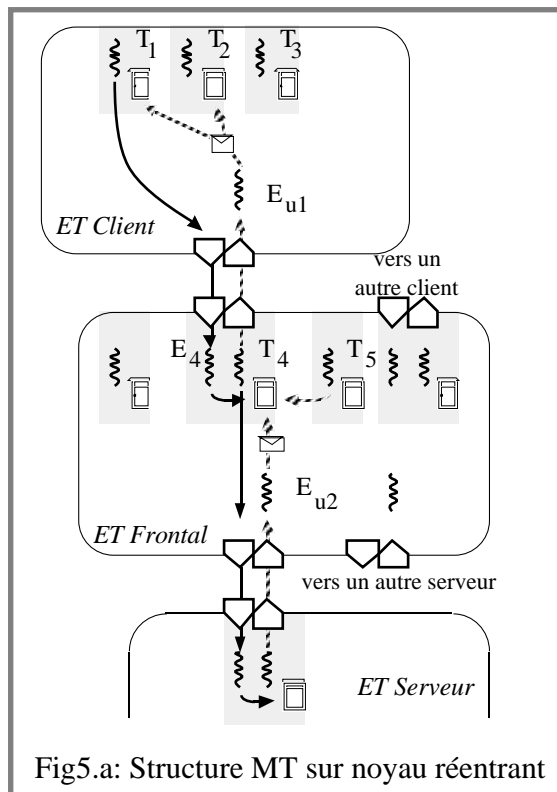 T1 T2 T3
Eu1
ET Client
vers un
autre client
E4 T4 T5
Eu2
ET Frontal
vers un autre serveur
ET Serveur
Fig5.a: Structure MT sur noyau réentrant